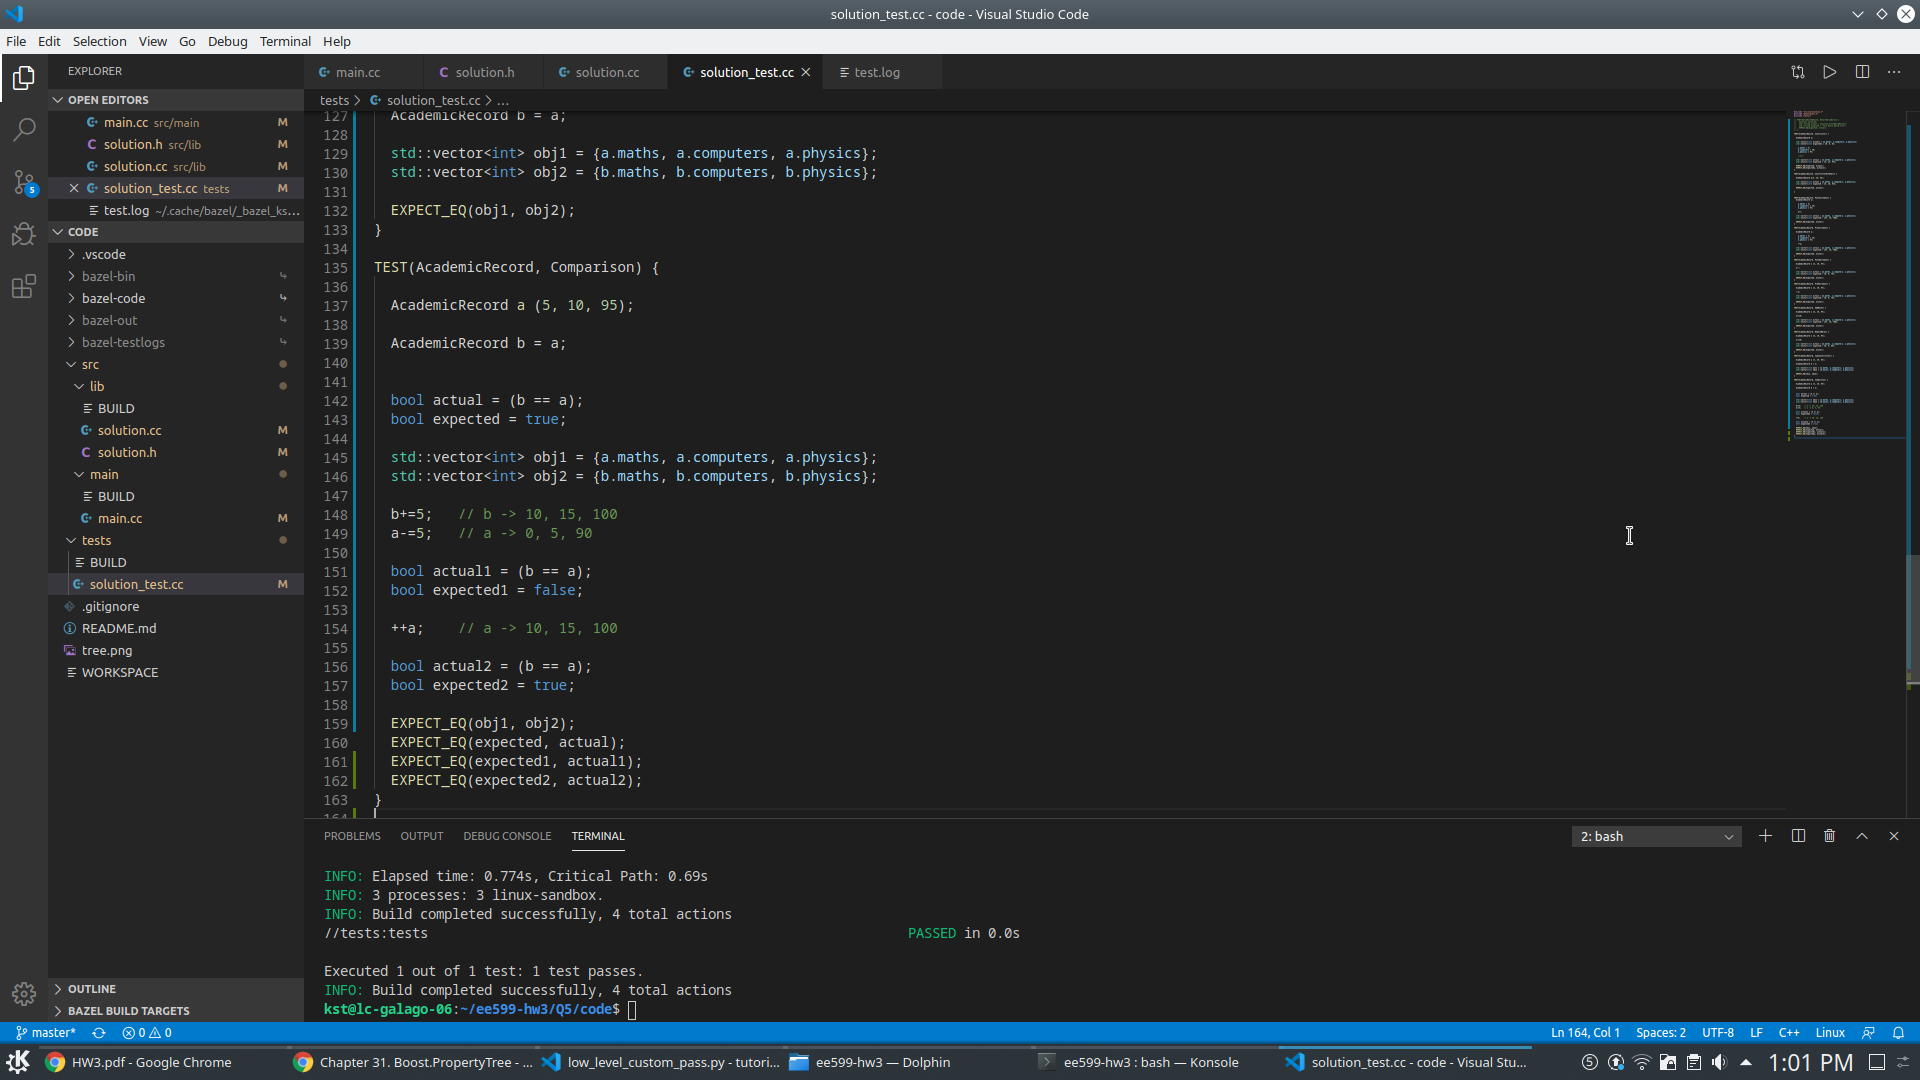 solution_test.cc - code - Visual Studio Code
File Edit Selection View Go Debug Terminal Help
EXPLORER
main.cc solution.h solution.cc solution_test.cc test.log
OPEN EDITORS
main.cc src/main M
solution.h src/lib M
solution.cc src/lib M
solution_test.cc tests M
test.log ~/.cache/bazel/_bazel_ks...
CODE
.vscode
bazel-bin
bazel-code
bazel-out
bazel-testlogs
src
lib
BUILD
solution.cc M
solution.h M
main
BUILD
main.cc M
tests
BUILD
solution_test.cc M
.gitignore
README.md
tree.png
WORKSPACE
OUTLINE
BAZEL BUILD TARGETS
5
tests > solution_test.cc > ...
127 AcademicRecord b = a;
128
129 std::vector<int> obj1 = {a.maths, a.computers, a.physics};
130 std::vector<int> obj2 = {b.maths, b.computers, b.physics};
131
132 EXPECT_EQ(obj1, obj2);
133 }
134
135 TEST(AcademicRecord, Comparison) {
136
137 AcademicRecord a (5, 10, 95);
138
139 AcademicRecord b = a;
140
141
142 bool actual = (b == a);
143 bool expected = true;
144
145 std::vector<int> obj1 = {a.maths, a.computers, a.physics};
146 std::vector<int> obj2 = {b.maths, b.computers, b.physics};
147
148 b+=5; // b -> 10, 15, 100
149 a-=5; // a -> 0, 5, 90
150
151 bool actual1 = (b == a);
152 bool expected1 = false;
153
154 ++a; // a -> 10, 15, 100
155
156 bool actual2 = (b == a);
157 bool expected2 = true;
158
159 EXPECT_EQ(obj1, obj2);
160 EXPECT_EQ(expected, actual);
161 EXPECT_EQ(expected1, actual1);
162 EXPECT_EQ(expected2, actual2);
163 }
164
PROBLEMS OUTPUT DEBUG CONSOLE TERMINAL 2: bash
INFO: Elapsed time: 0.774s, Critical Path: 0.69s
INFO: 3 processes: 3 linux-sandbox.
INFO: Build completed successfully, 4 total actions
//tests:tests PASSED in 0.0s
Executed 1 out of 1 test: 1 test passes.
INFO: Build completed successfully, 4 total actions
kst@lc-galago-06:~/ee599-hw3/Q5/code$
master* 0 0 Ln 164, Col 1 Spaces: 2 UTF-8 LF C++ Linux
HW3.pdf - Google Chrome Chapter 31. Boost.PropertyTree - ... low_level_custom_pass.py - tutori... ee599-hw3 — Dolphin ee599-hw3 : bash — Konsole solution_test.cc - code - Visual Stu... 5 1:01 PM